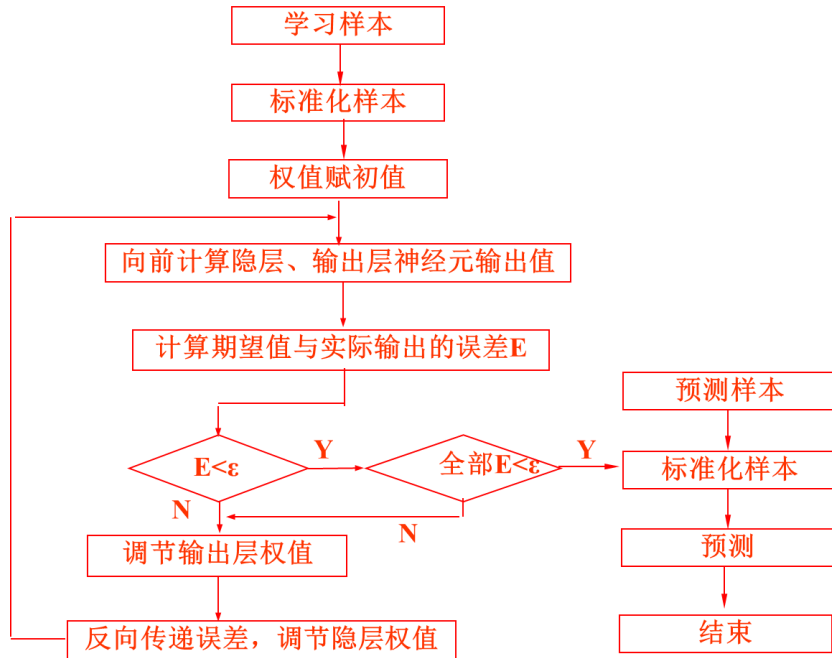 学习样本
标准化样本
权值赋初值
向前计算隐层、输出层神经元输出值
计算期望值与实际输出的误差E
E<ε
Y
全部E<ε
Y
N
N
调节输出层权值
反向传递误差，调节隐层权值
预测样本
标准化样本
预测
结束